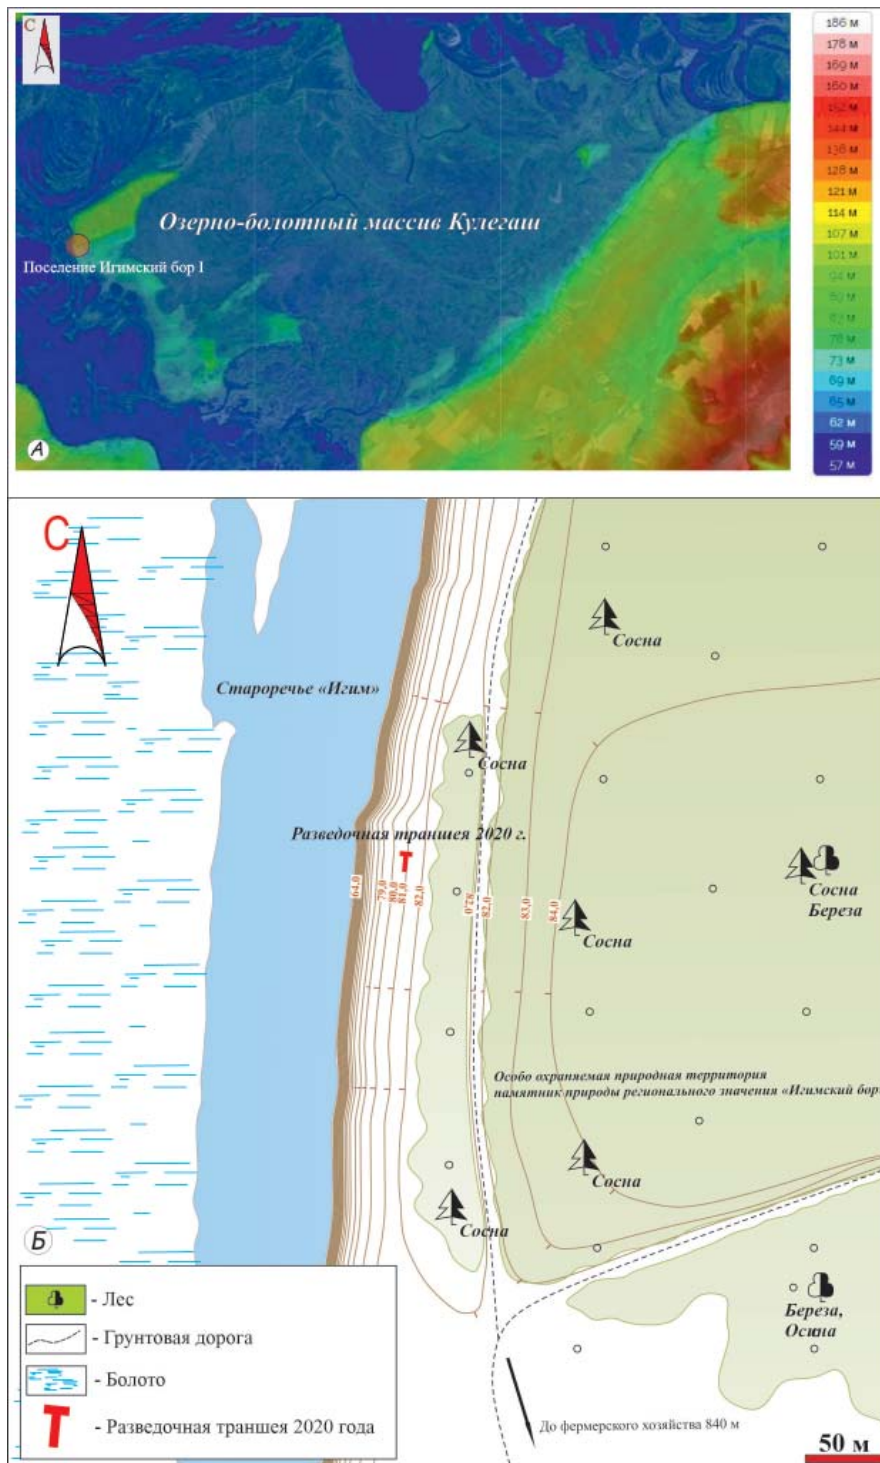 С
Озерно-болотный массив Кулегаш
Поселение Игимский бор I
А
186 м
178 м
169 м
160 м
152 м
144 м
136 м
128 м
121 м
114 м
107 м
101 м
94 м
89 м
83 м
78 м
73 м
69 м
65 м
62 м
59 м
57 м
С
Сосна
Староречье «Игим»
Сосна
Разведочная траншея 2020 г.
64,0
79,0
80,0
81,0
82,0
82,0
82,0
83,0
84,0
Сосна
Береза
Сосна
Особо охраняемая природная территория
памятник природы регионального значения «Игимский бор»
Сосна
Сосна
Б
- Лес
- Грунтовая дорога
- Болото
- Разведочная траншея 2020 года
Береза,
Осина
До фермерского хозяйства 840 м
50 м